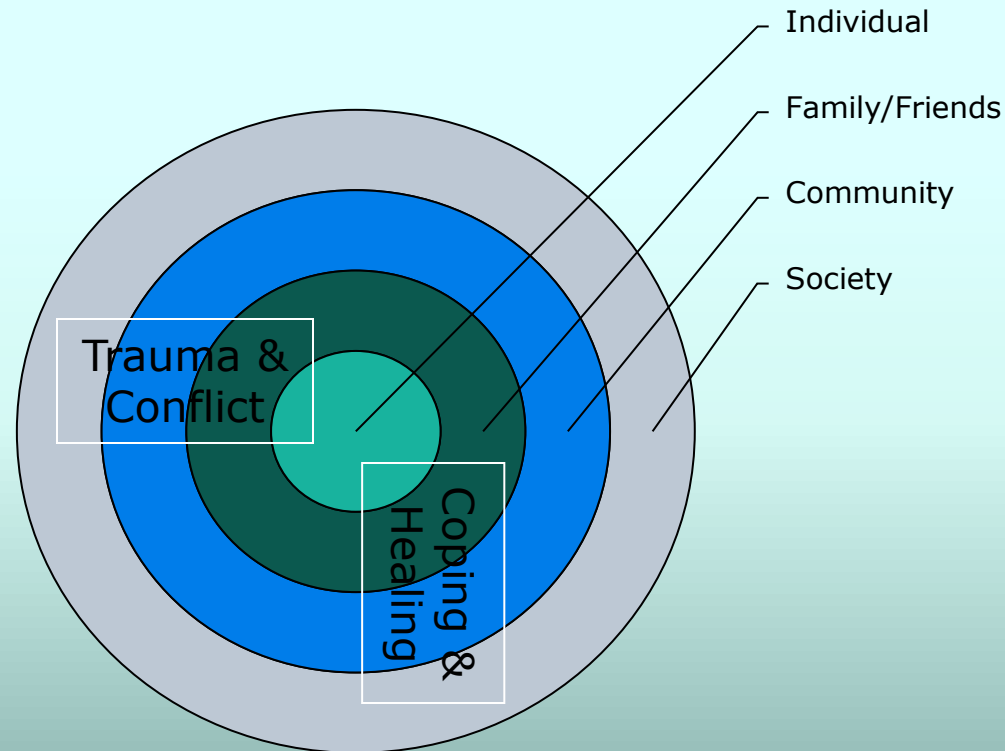 Individual
Family/Friends
Community
Society
Trauma &
Conflict
Coping &
Healing